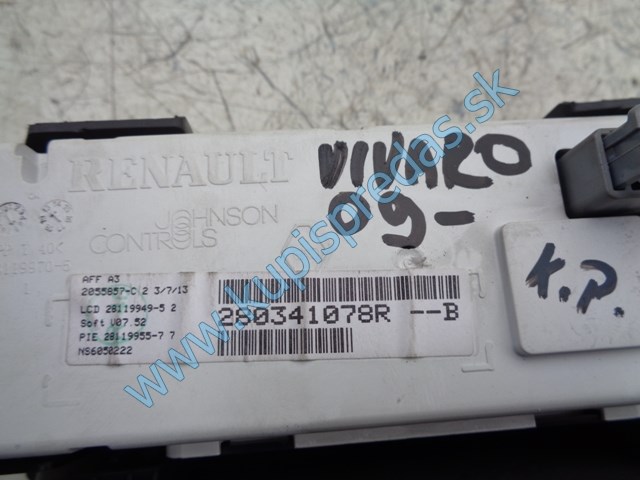 RENAULT
JOHNSON
CONTROLS
VIVARO
09-
K.P.
AFF A3
2055857-C 2 3/7/13
LCD 28119949-5 2
Soft V07.52
PIE 28119955-7 7
NS6050222
280341078R --B
www.kupispredas.sk